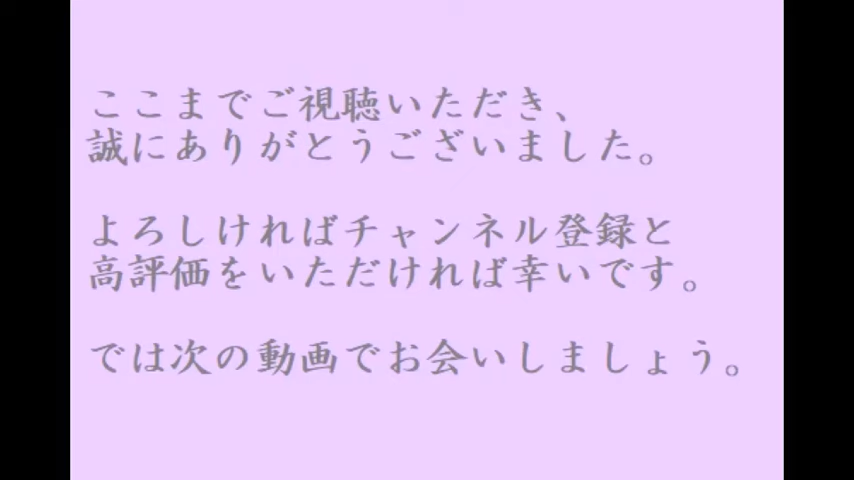 ここまでご視聴いただき、
誠にありがとうございました。
よろしければチャンネル登録と
高評価をいただければ幸いです。
では次の動画でお会いしましょう。